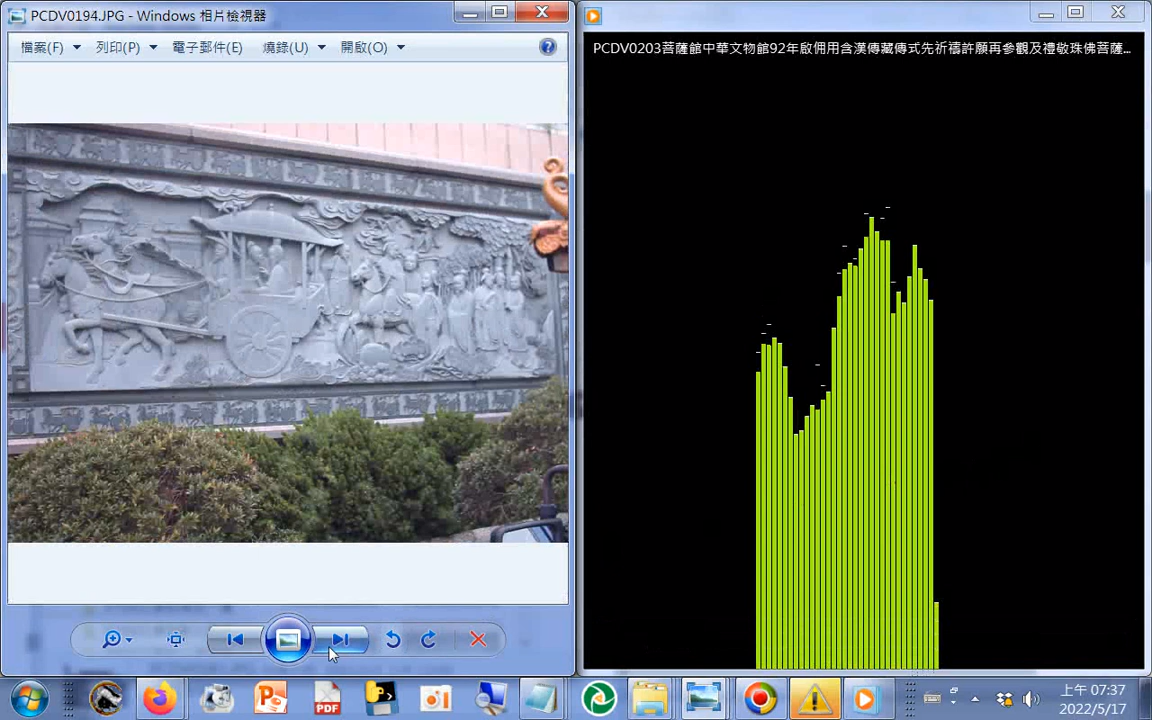 PCDV0194.JPG - Windows 相片檢視器
檔案(F) 列印(P) 電子郵件(E) 燒錄(U) 開啟(O)
PCDV0203菩薩館中華文物館92年啟佣用含漢傳藏傳式先祈禱許願再參觀及禮敬珠佛菩薩...
PDF
上午 07:37
2022/5/17